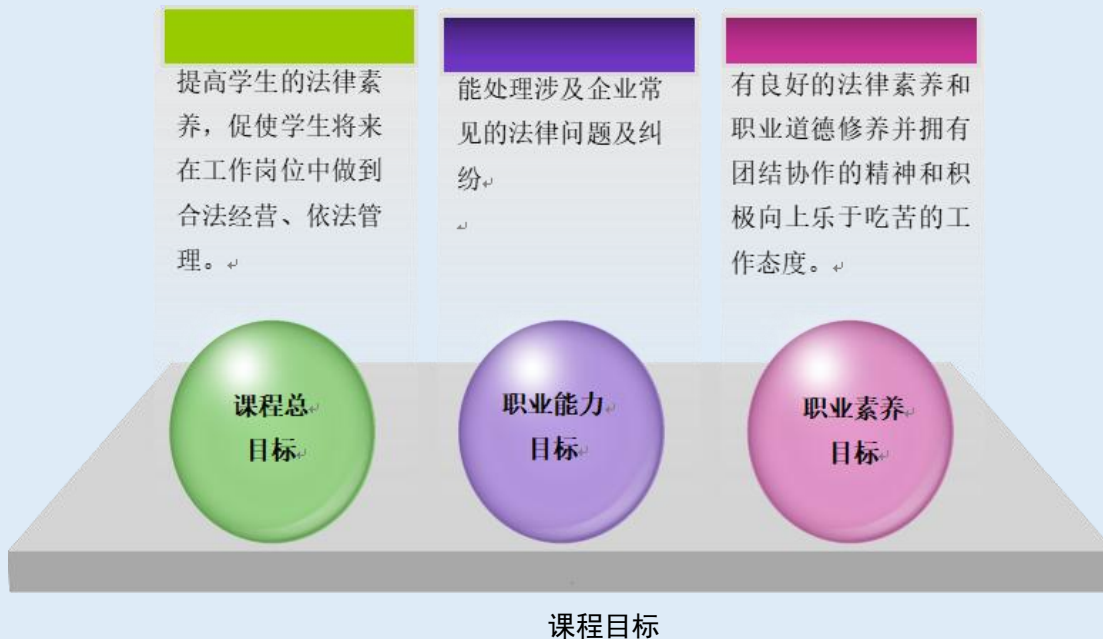 提高学生的法律素
养，促使学生将来
在工作岗位中做到
合法经营、依法管
理。
能处理涉及企业常
见的法律问题及纠
纷
有良好的法律素养和
职业道德修养并拥有
团结协作的精神和积
极向上乐于吃苦的工
作态度。
课程总
目标
职业能力
目标
职业素养
目标
课程目标